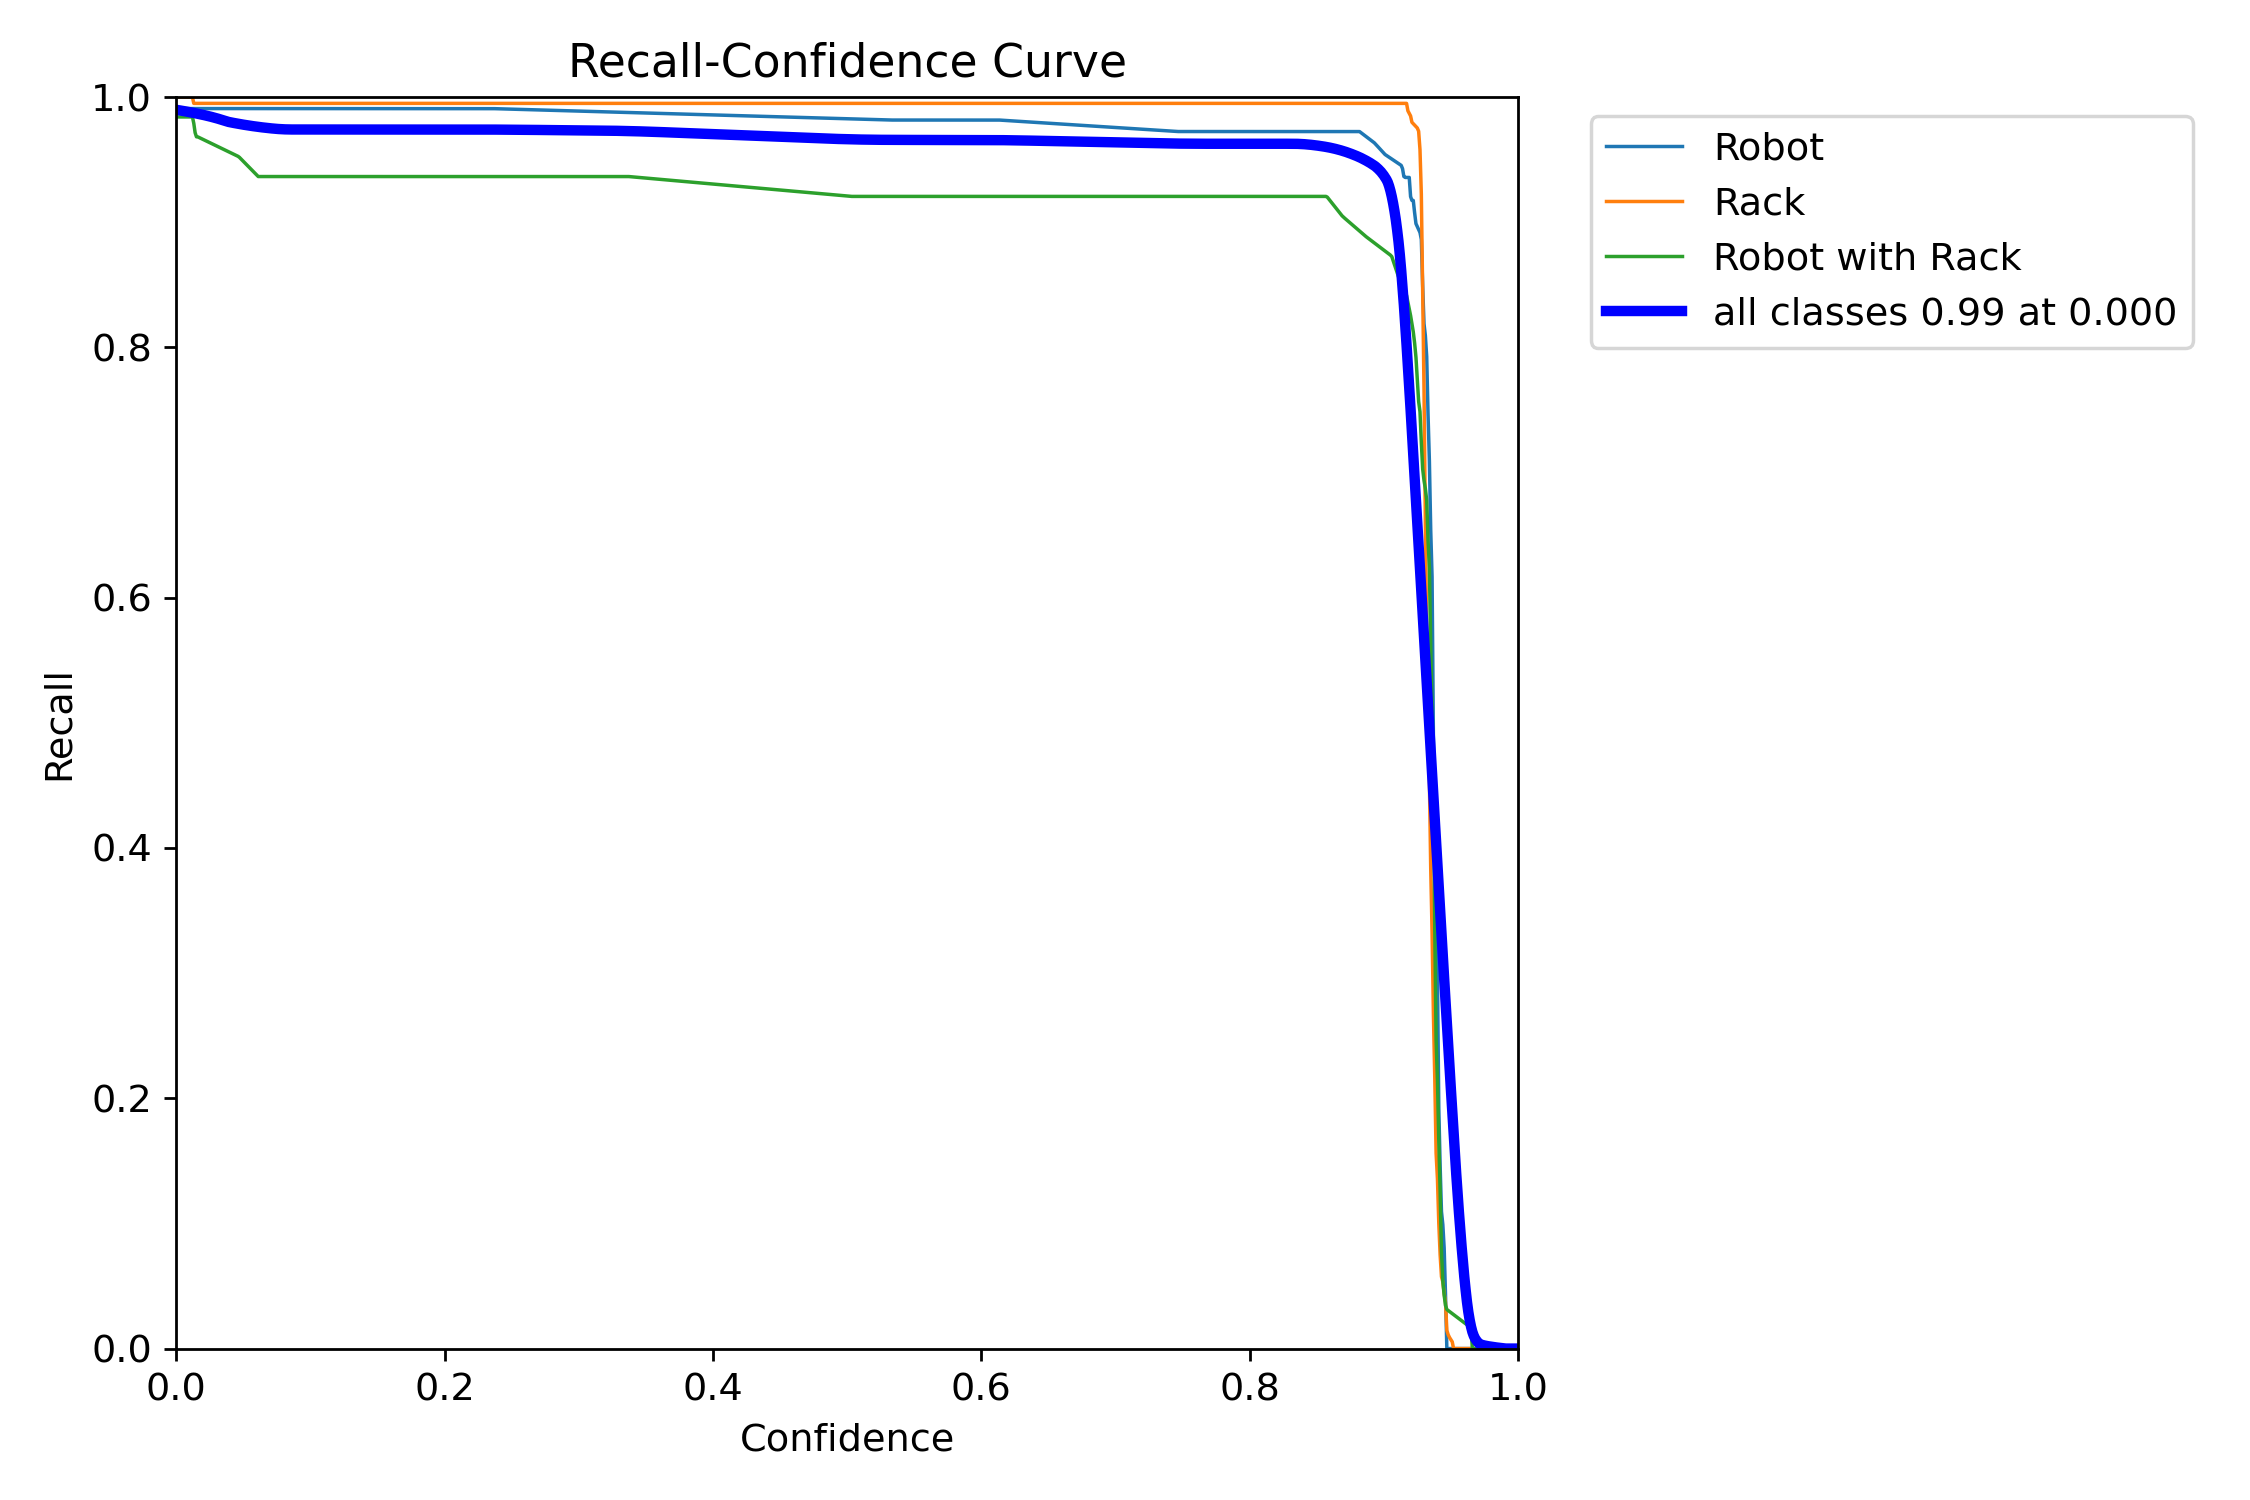 Recall-Confidence Curve
1.0
0.8
0.6
0.4
0.2
0.0
Recall
0.0 0.2 0.4 0.6 0.8 1.0
Confidence
Robot
Rack
Robot with Rack
all classes 0.99 at 0.000